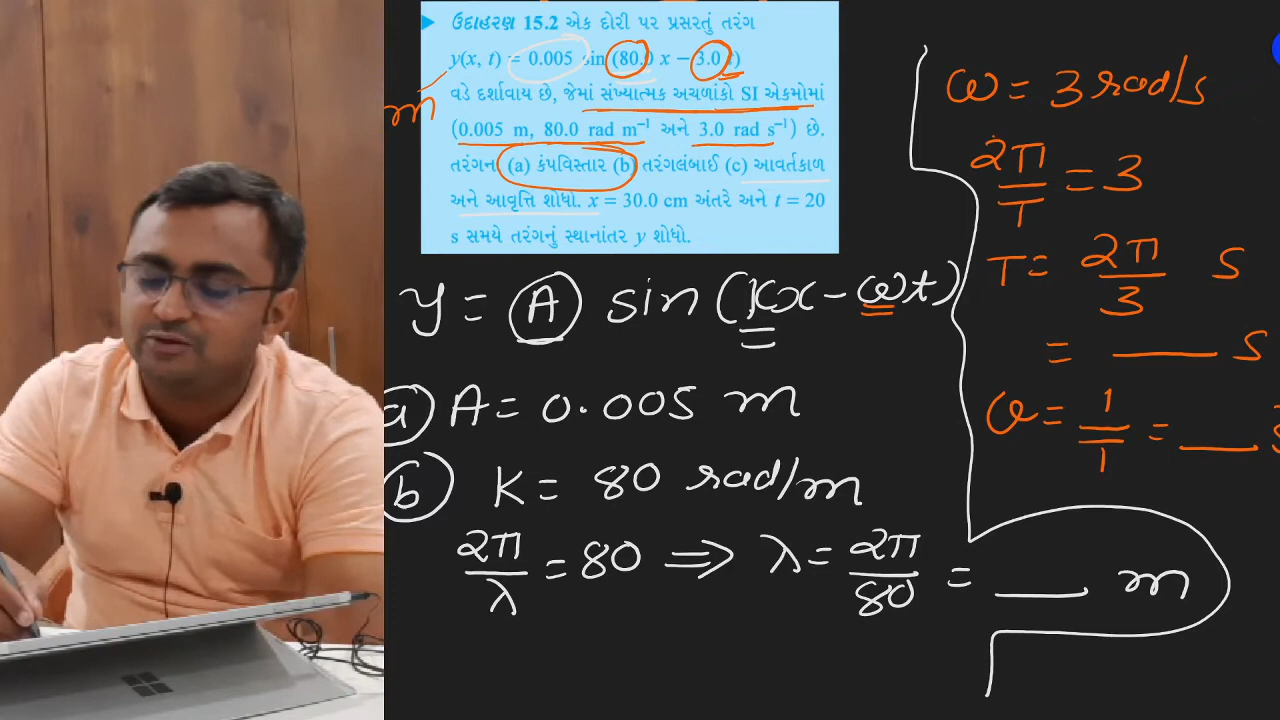 ઉદાહરણ 15.2 એક દોરી પર પ્રસરતું તરંગ
y(x, t) = 0.005 sin (80.0 x − 3.0 t)
વડે દર્શાવાય છે, જેમાં સંખ્યાત્મક અચળાંકો SI એકમોમાં
(0.005 m, 80.0 rad m⁻¹ અને 3.0 rad s⁻¹) છે.
તરંગન (a) કંપવિસ્તાર (b) તરંગલંબાઈ (c) આવર્તકાળ
અને આવૃત્તિ શોધો. x = 30.0 cm અંતરે અને t = 20
s સમયે તરંગનું સ્થાનાંતર y શોધો.
m
y = A sin (kx - ωt)
a) A = 0.005 m
b) K = 80 rad/m
2π/λ = 80 ⇒ λ = 2π/80 = ___ m
ω = 3 rad/s
2π/T = 3
T = 2π/3 s
= ___ s
ν = 1/T = ___